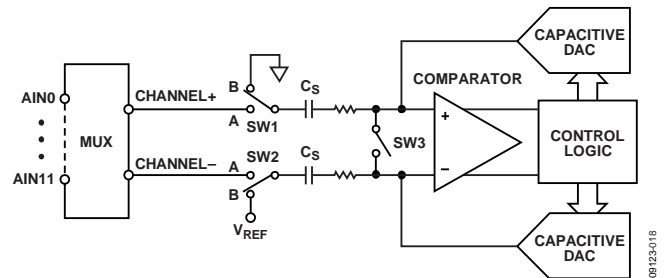 CAPACITIVE
DAC
B
CS
COMPARATOR
AIN0
CHANNEL+
A
SW1
+
MUX
SW3
CONTROL
LOGIC
CHANNEL–
A
SW2
CS
–
AIN11
B
VREF
CAPACITIVE
DAC
09123-018